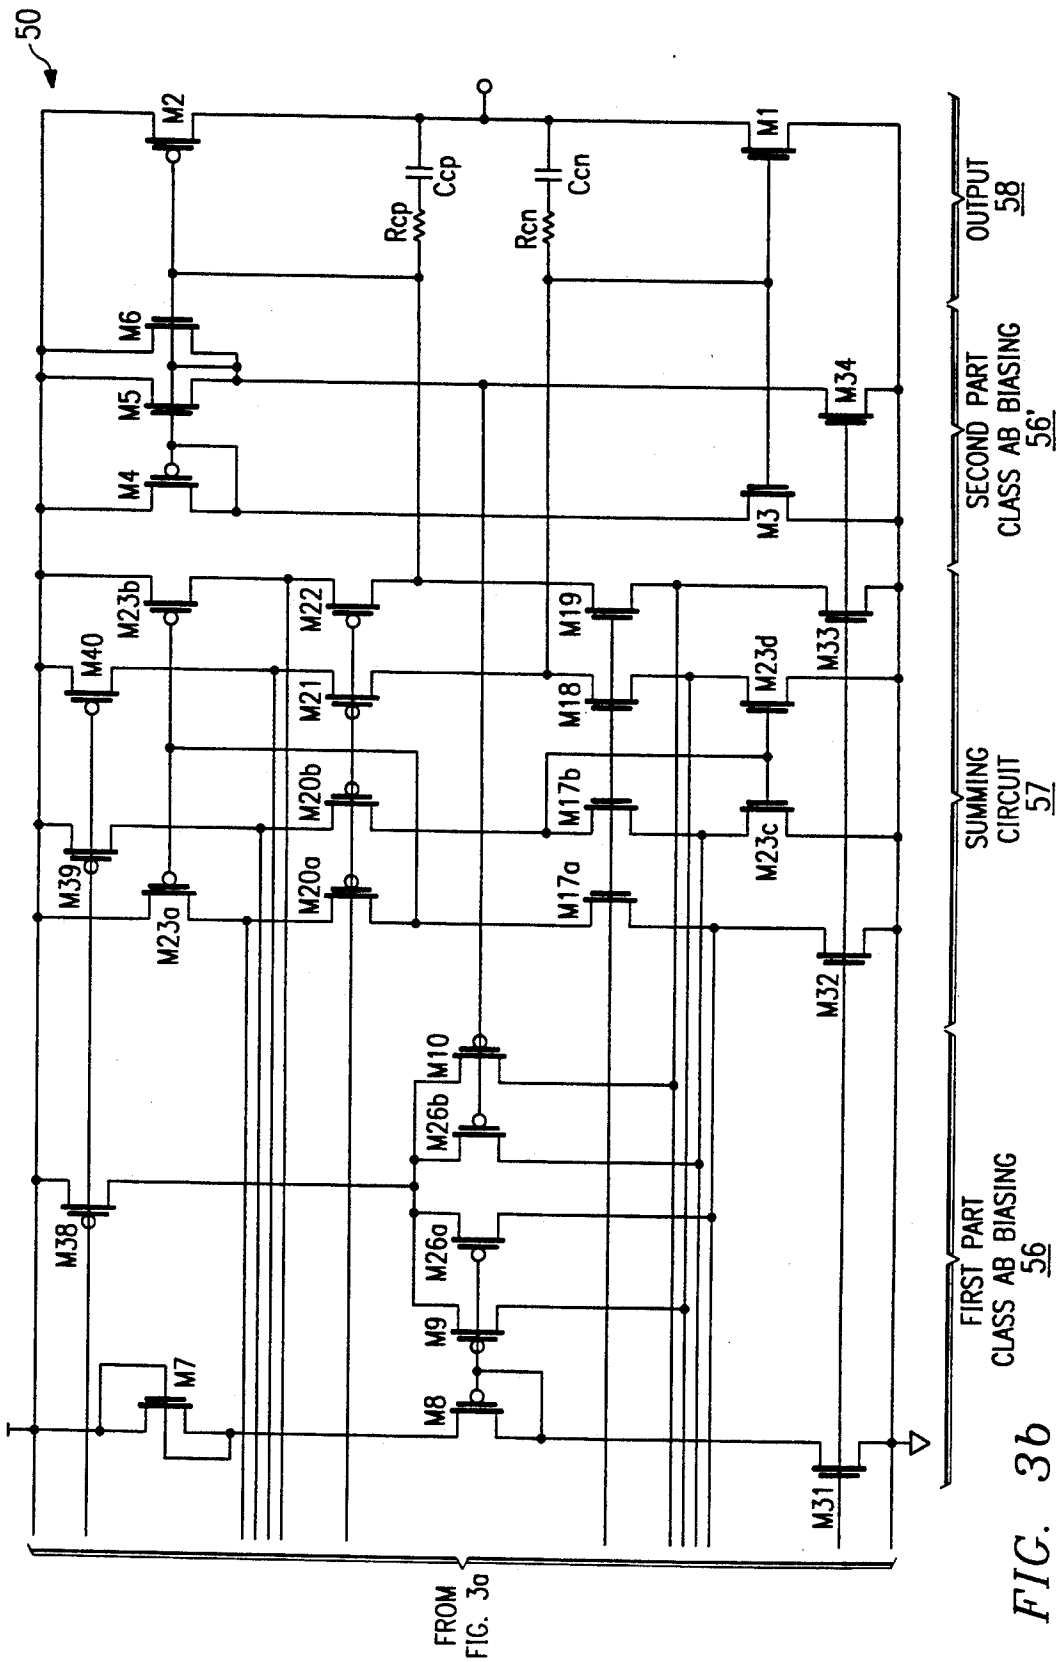 50
M2
M6
M5
M4
Ccp
Rcp
Ccn
Rcn
M1
M34
M3
M23b
M40
M22
M21
M19
M18
M33
M23d
M39
M23a
M20b
M20a
M17b
M17a
M23c
M32
M38
M10
M26b
M26a
M9
M8
M7
M31
OUTPUT
58
SECOND PART
CLASS AB BIASING
56'
SUMMING
CIRCUIT
57
FIRST PART
CLASS AB BIASING
56
FROM
FIG. 3a
FIG. 3b